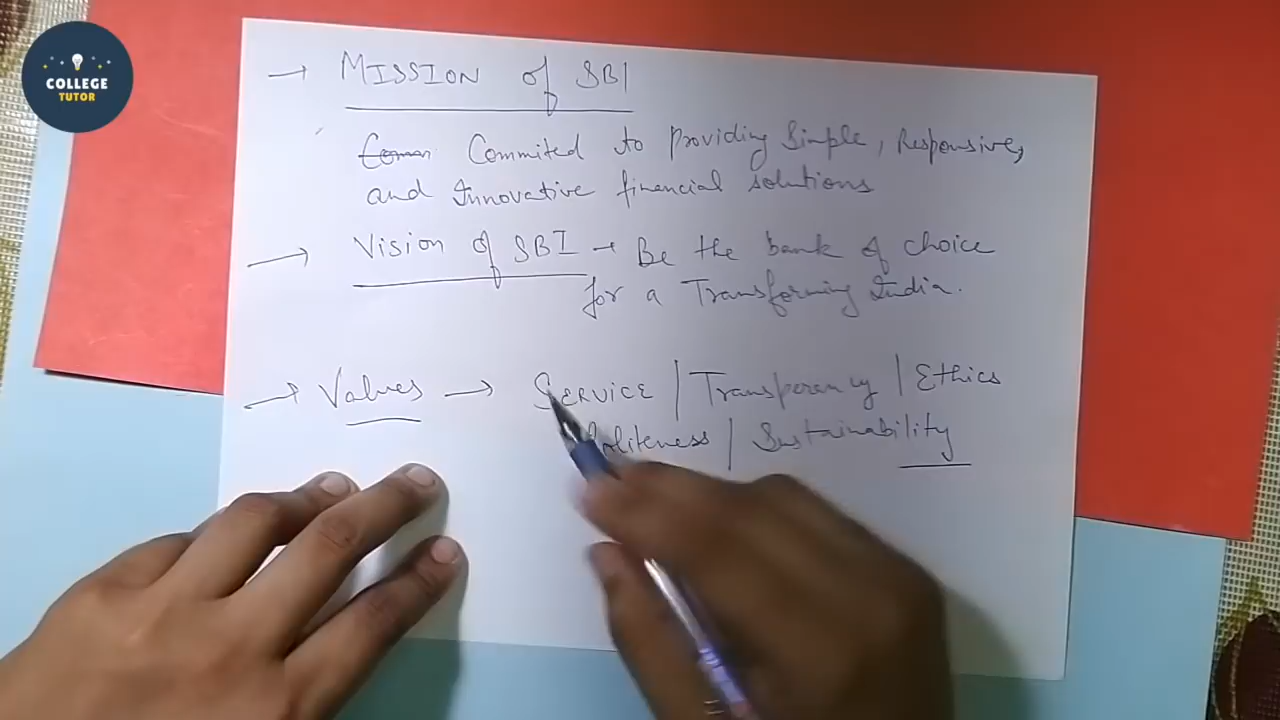 COLLEGE
TUTOR
→ MISSION of SBI
Commited to Providing Simple, Responsive,
and Innovative financial solutions
→ Vision of SBI → Be the bank of choice
for a Transforming India.
→ Values → SERVICE | Transperency | Ethics
Politeness | Sustainability